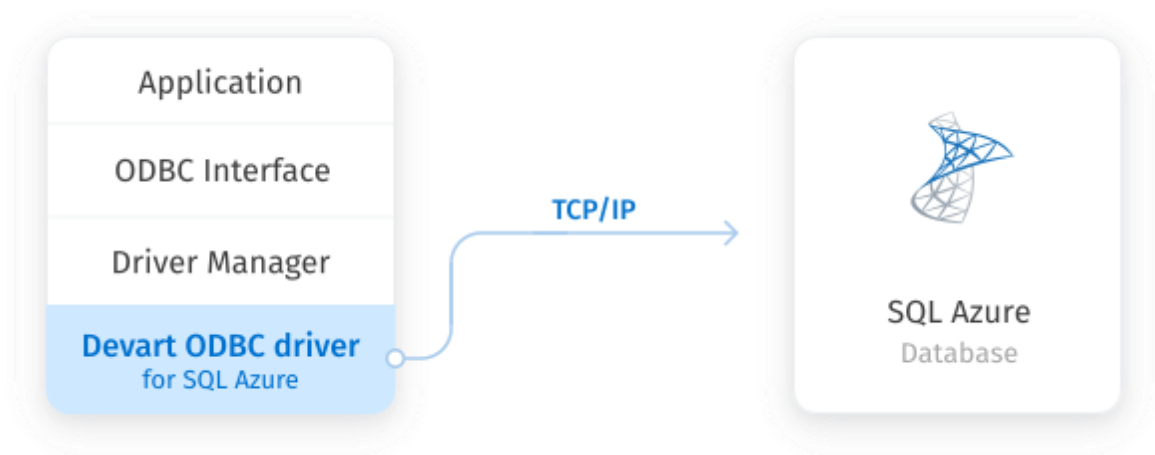 Application
ODBC Interface
Driver Manager
Devart ODBC driver
for SQL Azure
TCP/IP
SQL Azure
Database